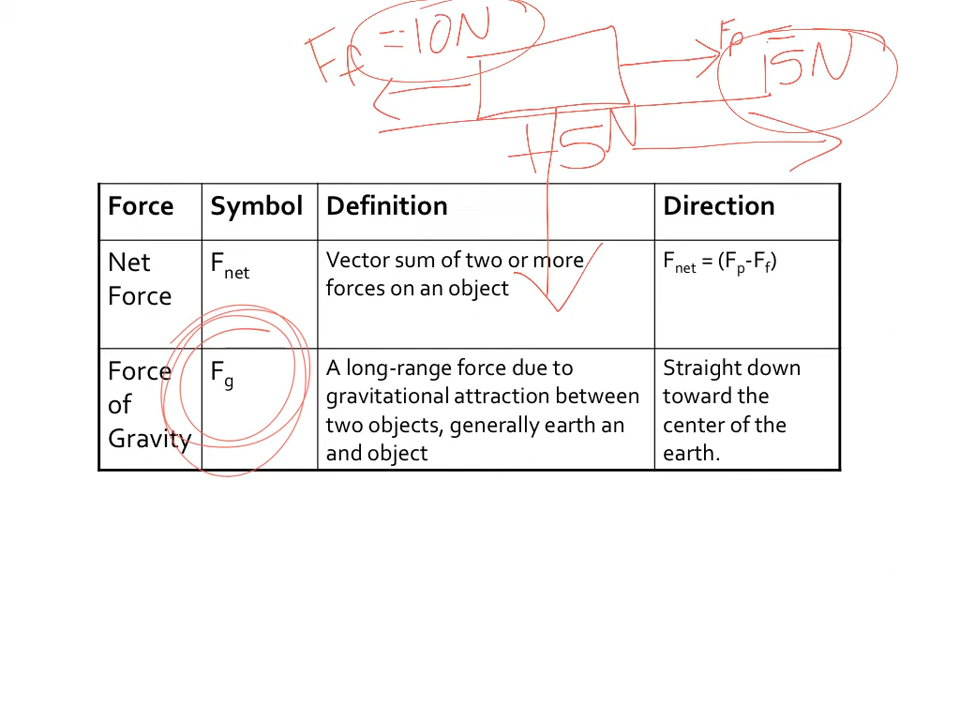 Ff = 10N
Fp 15N
+5N
Force Symbol Definition Direction
Net Force
Fnet
Vector sum of two or more
forces on an object
Fnet = (Fp-Ff)
Force
of
Gravity
Fg
A long-range force due to
gravitational attraction between
two objects, generally earth an
and object
Straight down
toward the
center of the
earth.